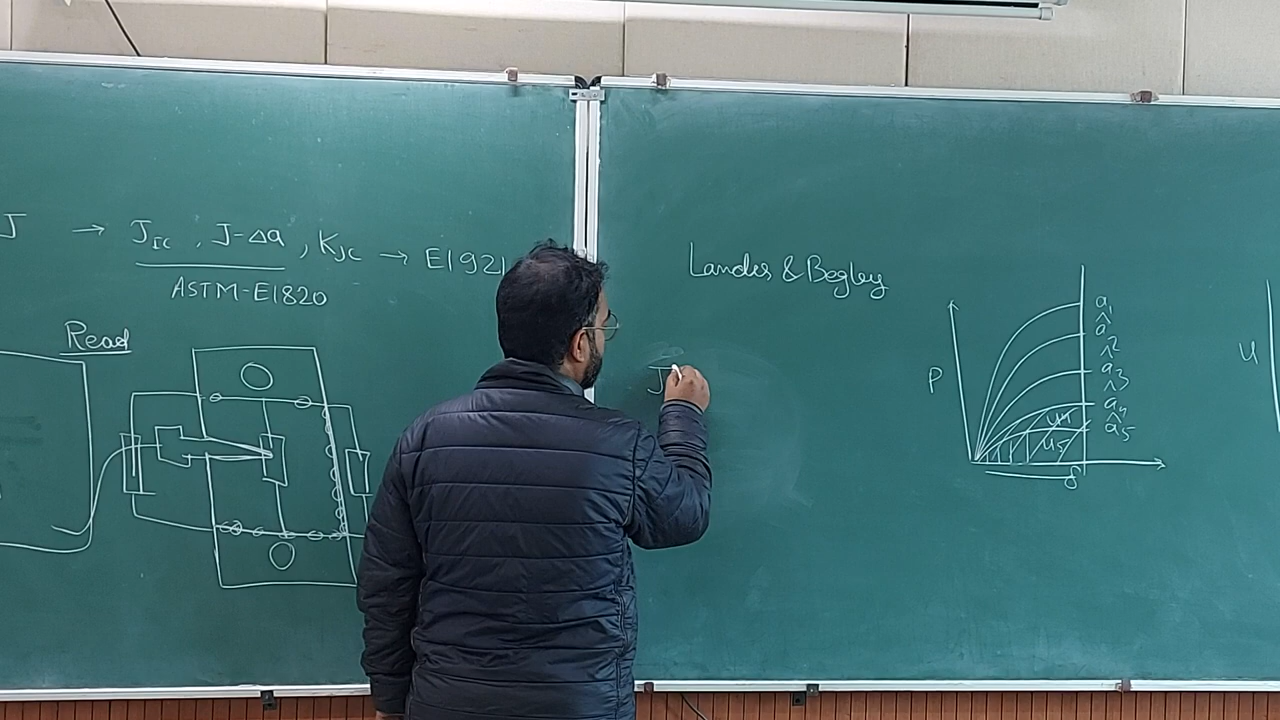 J → J_IC , J-Δa , K_JC → E1921
ASTM-E1820
Read
Landes & Begley
J
P
a₁
^
a₂
^
a₃
^
a₄
^
a₅
u₄
u₅
δ
u